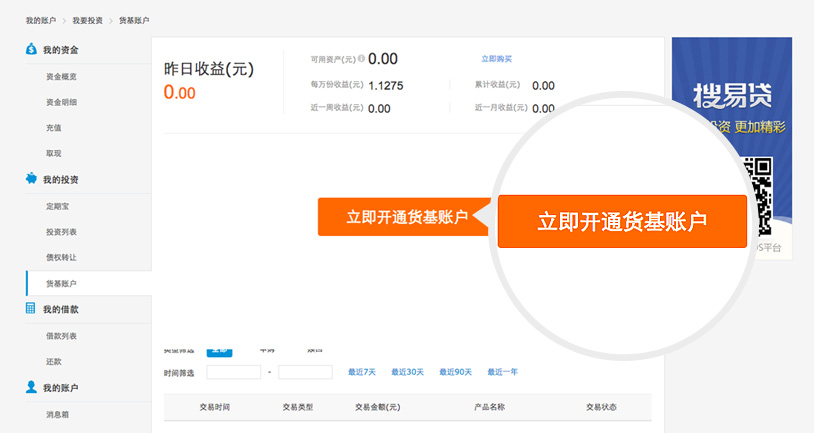 我的账户 > 我要投资 > 货基账户
我的资金
资金概览
资金明细
充值
取现
我的投资
定期宝
投资列表
债权转让
货基账户
我的借款
借款列表
还款
我的账户
消息箱
昨日收益(元)
0.00
可用资产(元) 0.00
立即购买
每万份收益(元) 1.1275
累计收益(元) 0.00
近一周收益(元) 0.00
近一月收益(元) 0.00
立即开通货基账户
立即开通货基账户
时间筛选 - 最近7天 最近30天 最近90天 最近一年
交易时间 交易类型 交易金额(元) 产品名称 交易状态
搜易贷
投资 更加精彩
OS平台